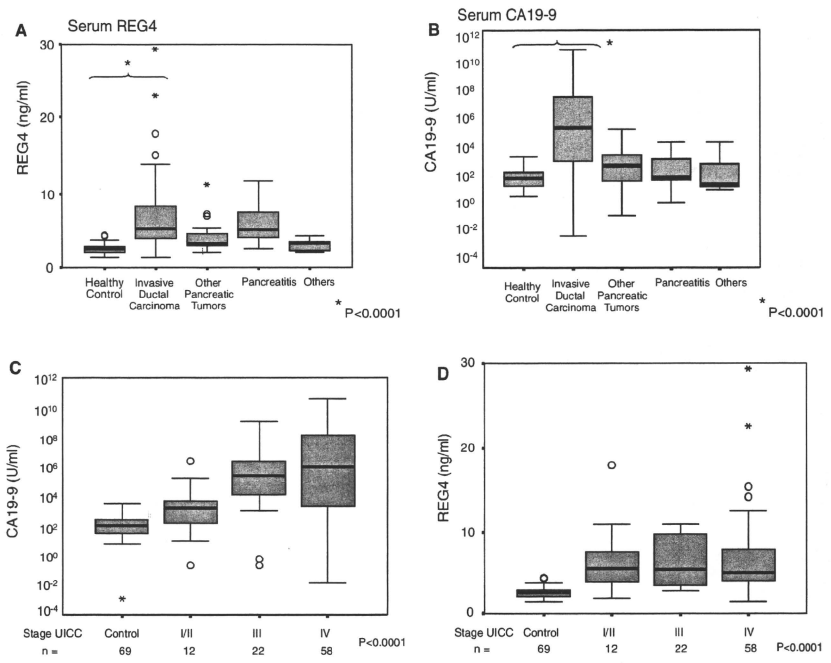 A
Serum REG4
REG4 (ng/ml)
30
20
10
0
*
Healthy Control
Invasive Ductal Carcinoma
Other Pancreatic Tumors
Pancreatitis
Others
* P<0.0001
B
Serum CA19-9
CA19-9 (U/ml)
10^12
10^10
10^8
10^6
10^4
10^2
10^0
10^-2
10^-4
*
Healthy Control
Invasive Ductal Carcinoma
Other Pancreatic Tumors
Pancreatitis
Others
* P<0.0001
C
CA19-9 (U/ml)
10^12
10^10
10^8
10^6
10^4
10^2
10^0
10^-2
10^-4
Stage UICC Control I/II III IV
n = 69 12 22 58
P<0.0001
D
REG4 (ng/ml)
30
20
10
0
Stage UICC Control I/II III IV
n = 69 12 22 58
P<0.0001